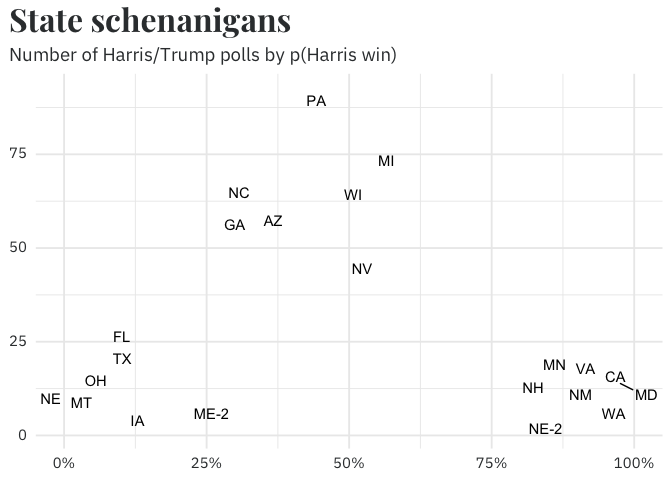 State schenanigans
Number of Harris/Trump polls by p(Harris win)
PA
75
MI
NC
WI
GA
AZ
50
NV
25
FL
TX
OH
MN
VA
CA
NH
NE
MT
NM
MD
IA
ME-2
WA
NE-2
0
0%
25%
50%
75%
100%